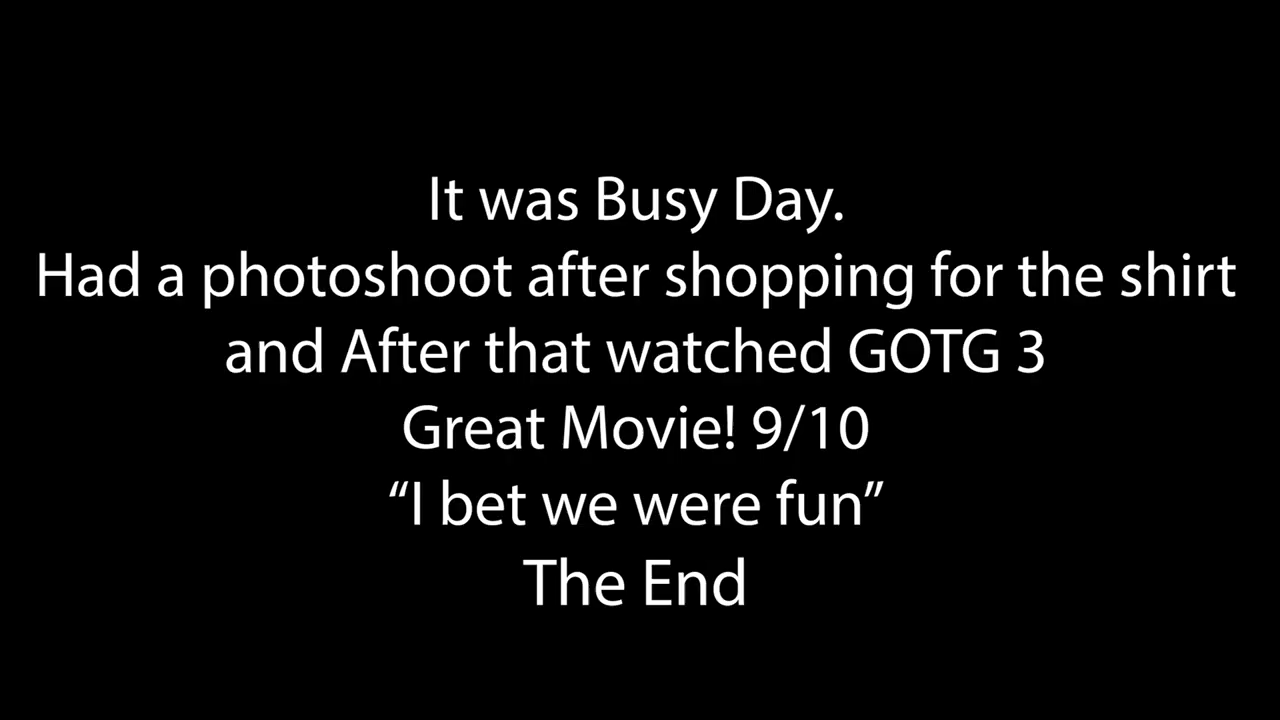 It was Busy Day.
Had a photoshoot after shopping for the shirt
and After that watched GOTG 3
Great Movie! 9/10
“I bet we were fun”
The End